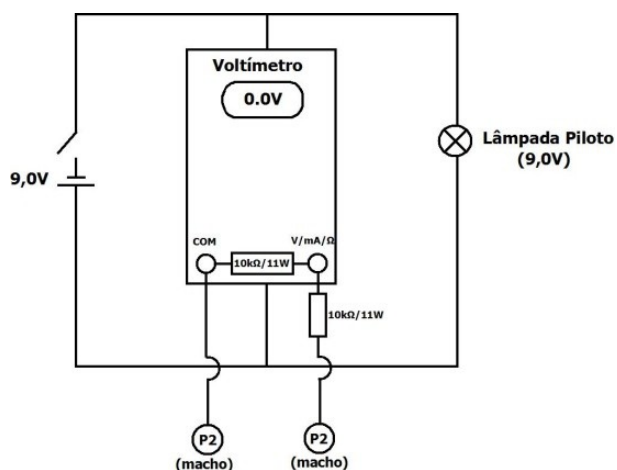 Voltímetro
0.0V
Lâmpada Piloto
(9,0V)
9,0V
COM
V/mA/Ω
10kΩ/11W
10kΩ/11W
P2
(macho)
P2
(macho)